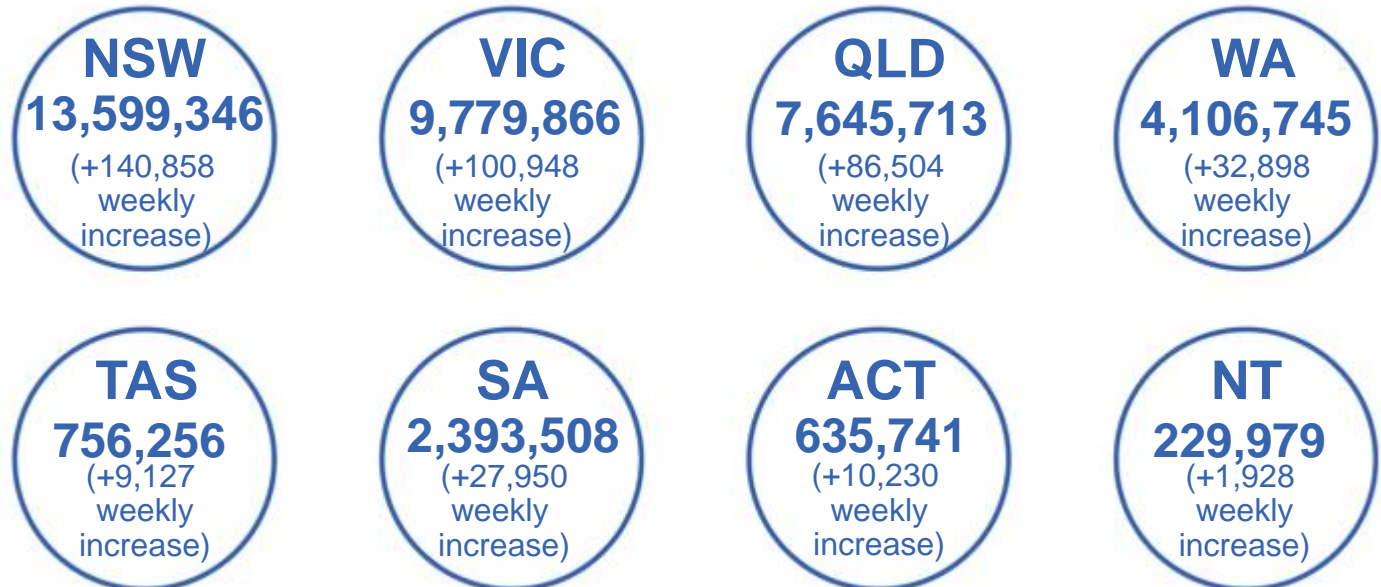 NSW
13,599,346
(+140,858
weekly
increase)
VIC
9,779,866
(+100,948
weekly
increase)
QLD
7,645,713
(+86,504
weekly
increase)
WA
4,106,745
(+32,898
weekly
increase)
TAS
756,256
(+9,127
weekly
increase)
SA
2,393,508
(+27,950
weekly
increase)
ACT
635,741
(+10,230
weekly
increase)
NT
229,979
(+1,928
weekly
increase)